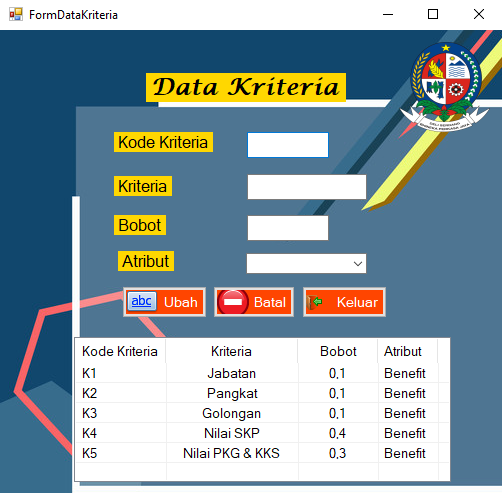 FormDataKriteria
Data Kriteria
Kode Kriteria
Kriteria
Bobot
Atribut
abc Ubah Batal Keluar
Kode Kriteria Kriteria Bobot Atribut
K1 Jabatan 0,1 Benefit
K2 Pangkat 0,1 Benefit
K3 Golongan 0,1 Benefit
K4 Nilai SKP 0,4 Benefit
K5 Nilai PKG & KKS 0,3 Benefit